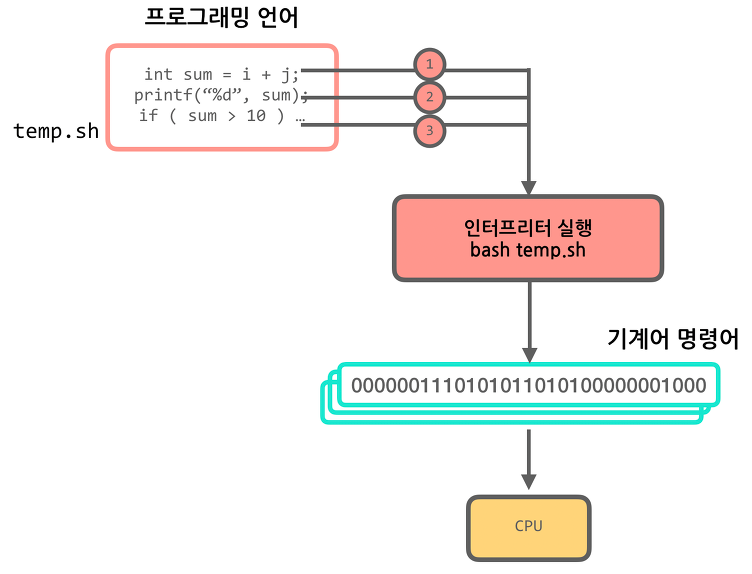 프로그래밍 언어
int sum = i + j;
printf(“%d”, sum);
if ( sum > 10 ) …
temp.sh
1
2
3
인터프리터 실행
bash temp.sh
기계어 명령어
00000011101010110101000000001000
CPU